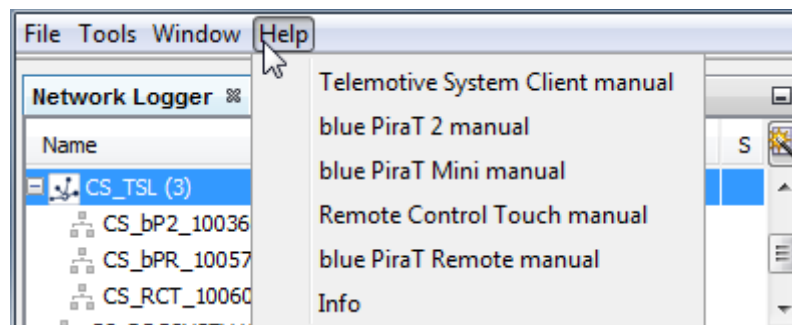 File Tools Window Help
Network Logger
Name
S
CS_TSL (3)
CS_bP2_10036
CS_bPR_10057
CS_RCT_10060
Telemotive System Client manual
blue PiraT 2 manual
blue PiraT Mini manual
Remote Control Touch manual
blue PiraT Remote manual
Info